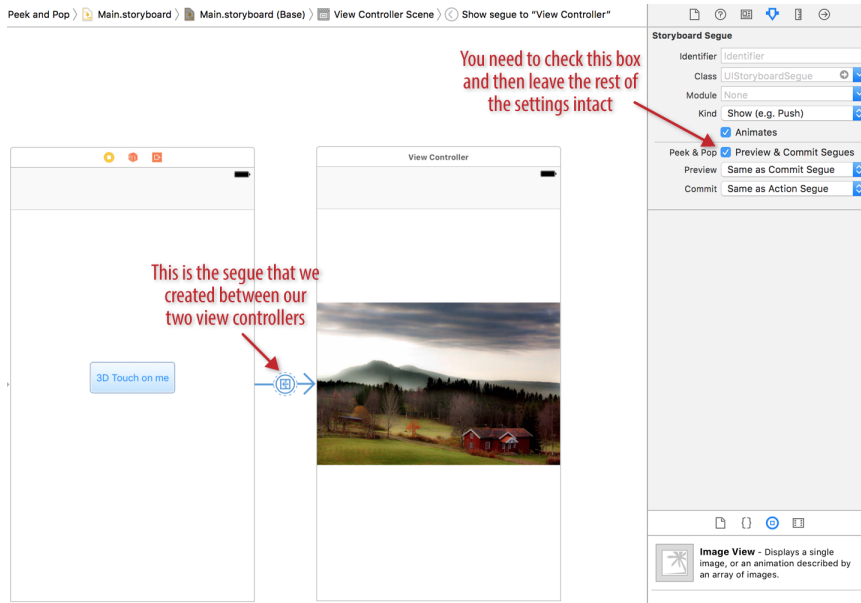 Peek and Pop
Main.storyboard
Main.storyboard (Base)
View Controller Scene
Show segue to "View Controller"
You need to check this box
and then leave the rest of
the settings intact
Storyboard Segue
Identifier Identifier
Class UIStoryboardSegue
Module None
Kind Show (e.g. Push)
Animates
Peek & Pop Preview & Commit Segues
Preview Same as Commit Segue
Commit Same as Action Segue
View Controller
This is the segue that we
created between our
two view controllers
3D Touch on me
Image View - Displays a single
image, or an animation described by
an array of images.